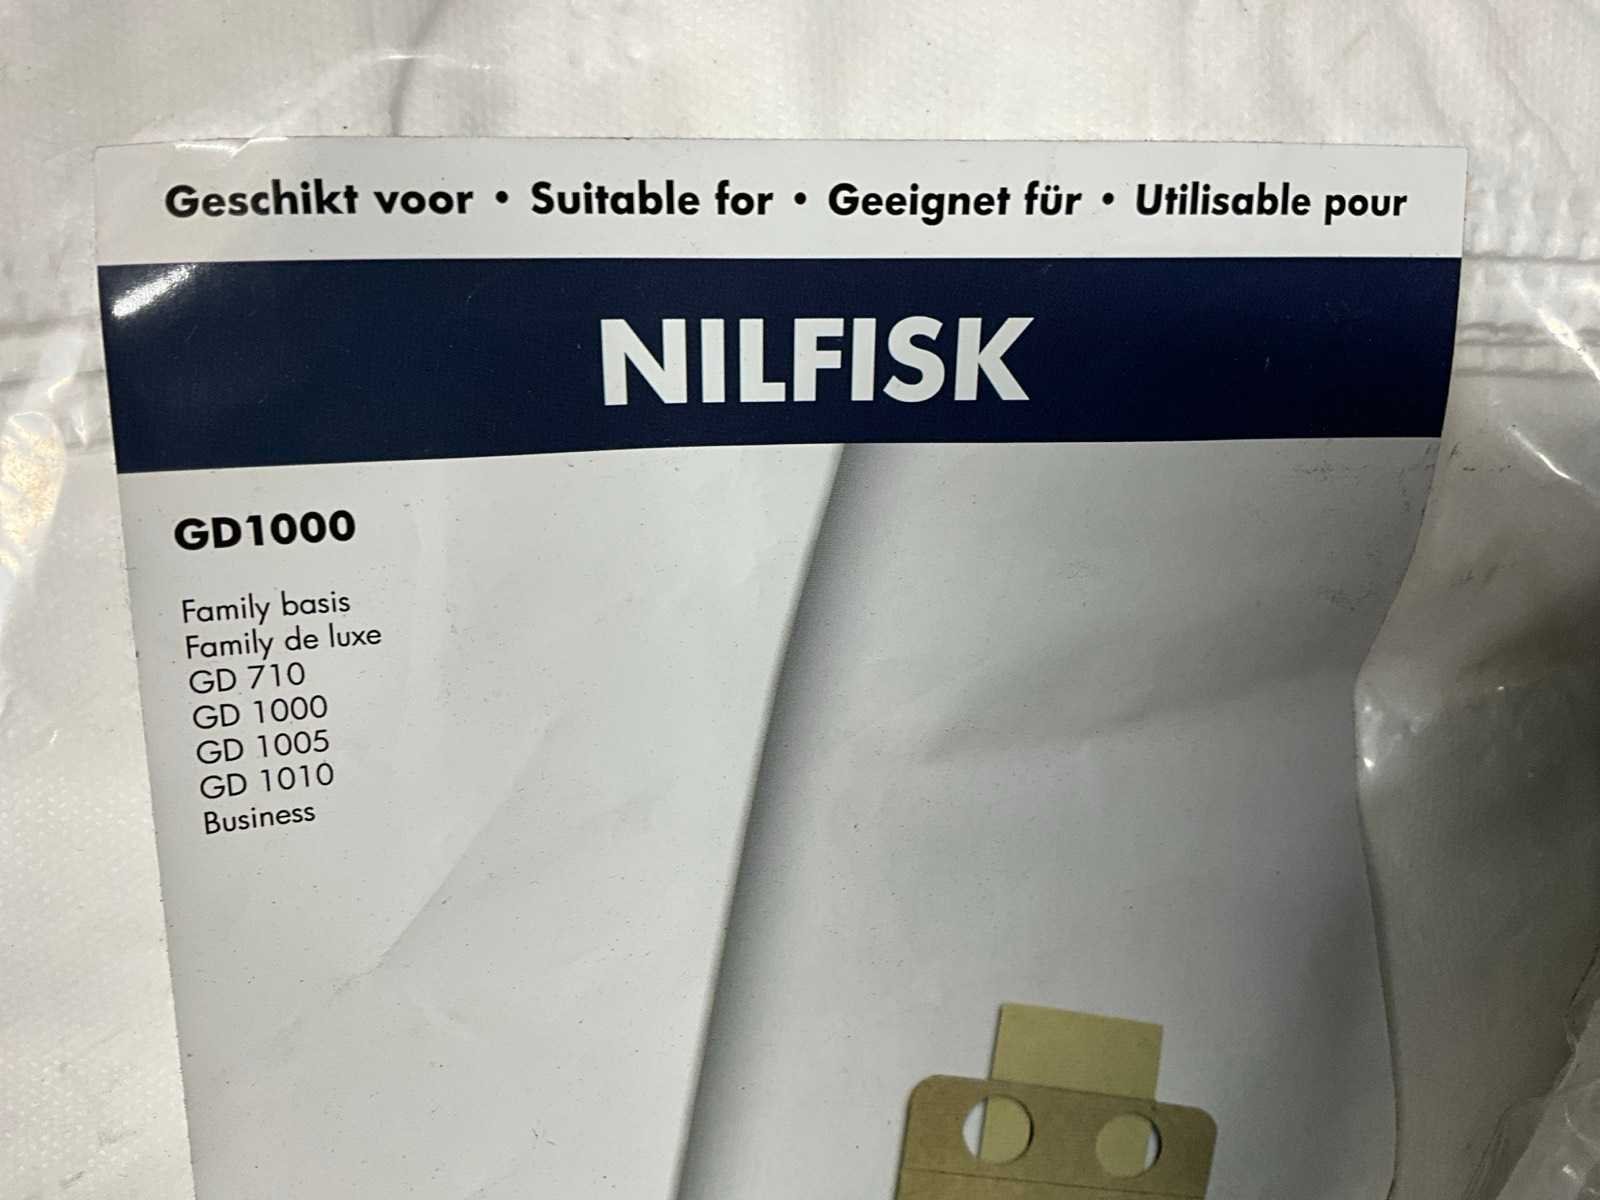 Geschikt voor • Suitable for • Geeignet für • Utilisable pour
NILFISK
GD1000
Family basis
Family de luxe
GD 710
GD 1000
GD 1005
GD 1010
Business